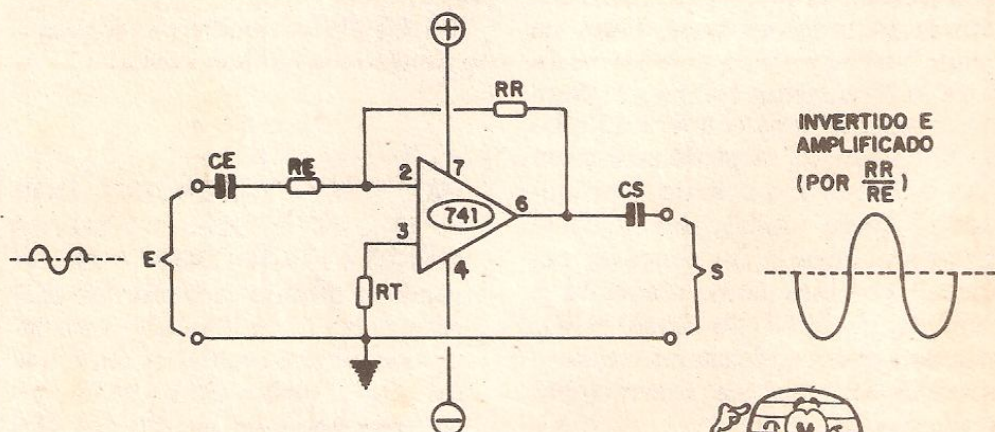 +
RR
INVERTIDO E
AMPLIFICADO
(POR RR/RE)
CE
RE
2
7
741
6
CS
3
4
E
RT
S
-